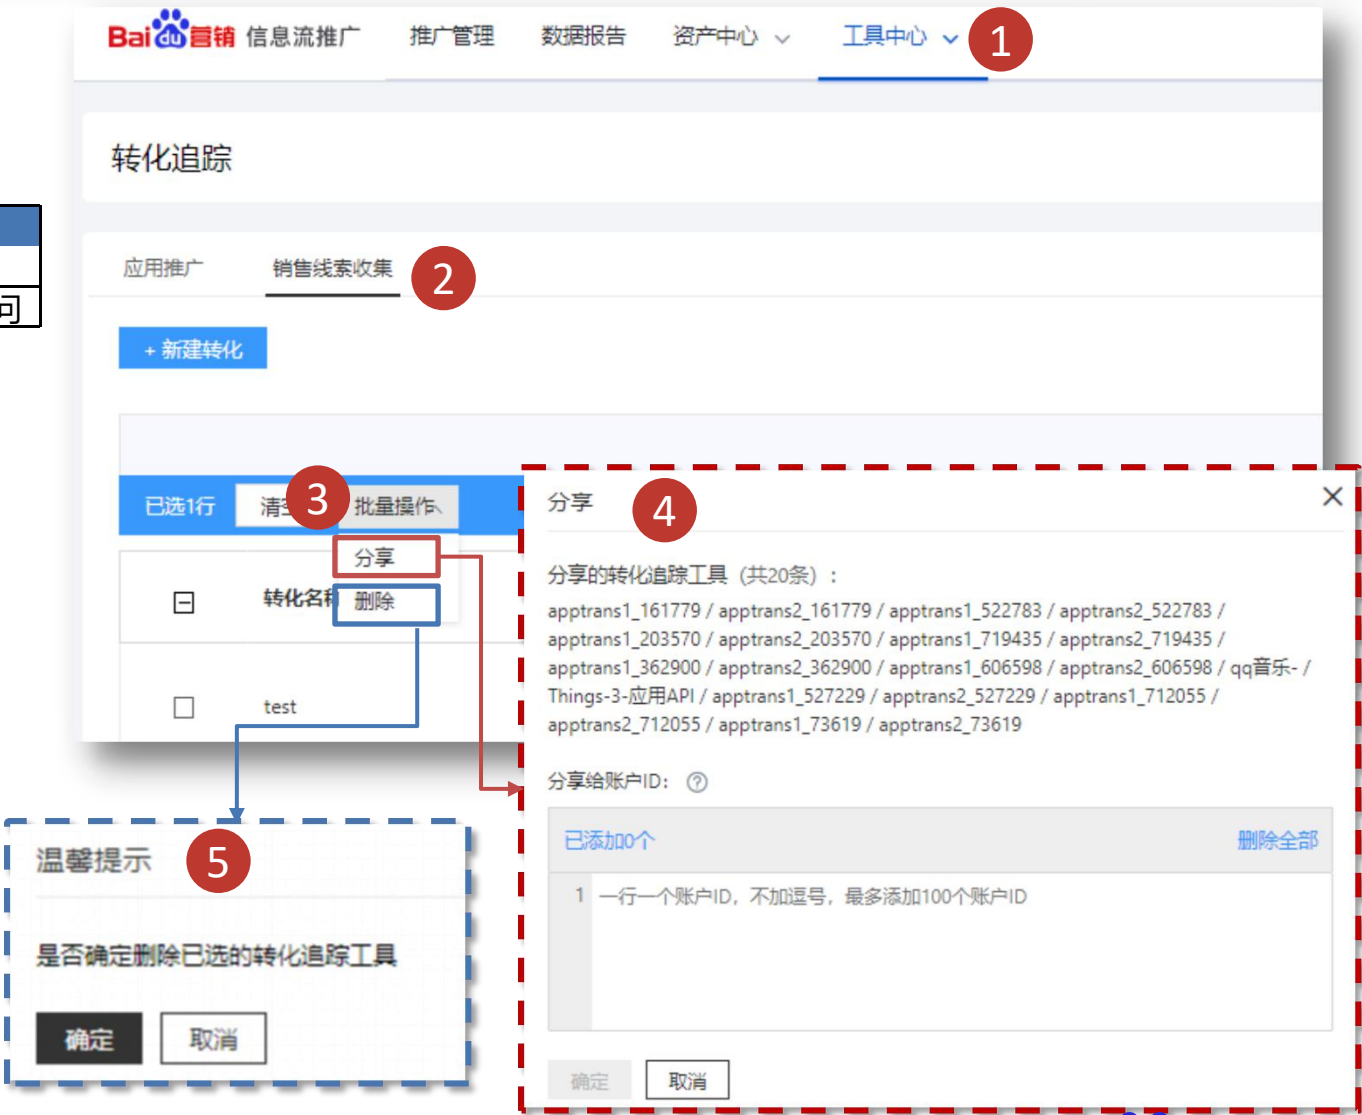 Bai du 营销 信息流推广 推广管理 数据报告 资产中心 工具中心 1
转化追踪
问
应用推广 销售线索收集 2
+ 新建转化
已选1行 清空 3 批量操作
分享
转化名称 删除
test
分享 4
分享的转化追踪工具（共20条）：
apptrans1_161779 / apptrans2_161779 / apptrans1_522783 / apptrans2_522783 /
apptrans1_203570 / apptrans2_203570 / apptrans1_719435 / apptrans2_719435 /
apptrans1_362900 / apptrans2_362900 / apptrans1_606598 / apptrans2_606598 / qq音乐- /
Things-3-应用API / apptrans1_527229 / apptrans2_527229 / apptrans1_712055 /
apptrans2_712055 / apptrans1_73619 / apptrans2_73619
分享给账户ID： ?
已添加0个 删除全部
1 一行一个账户ID，不加逗号，最多添加100个账户ID
确定 取消
温馨提示 5
是否确定删除已选的转化追踪工具
确定 取消